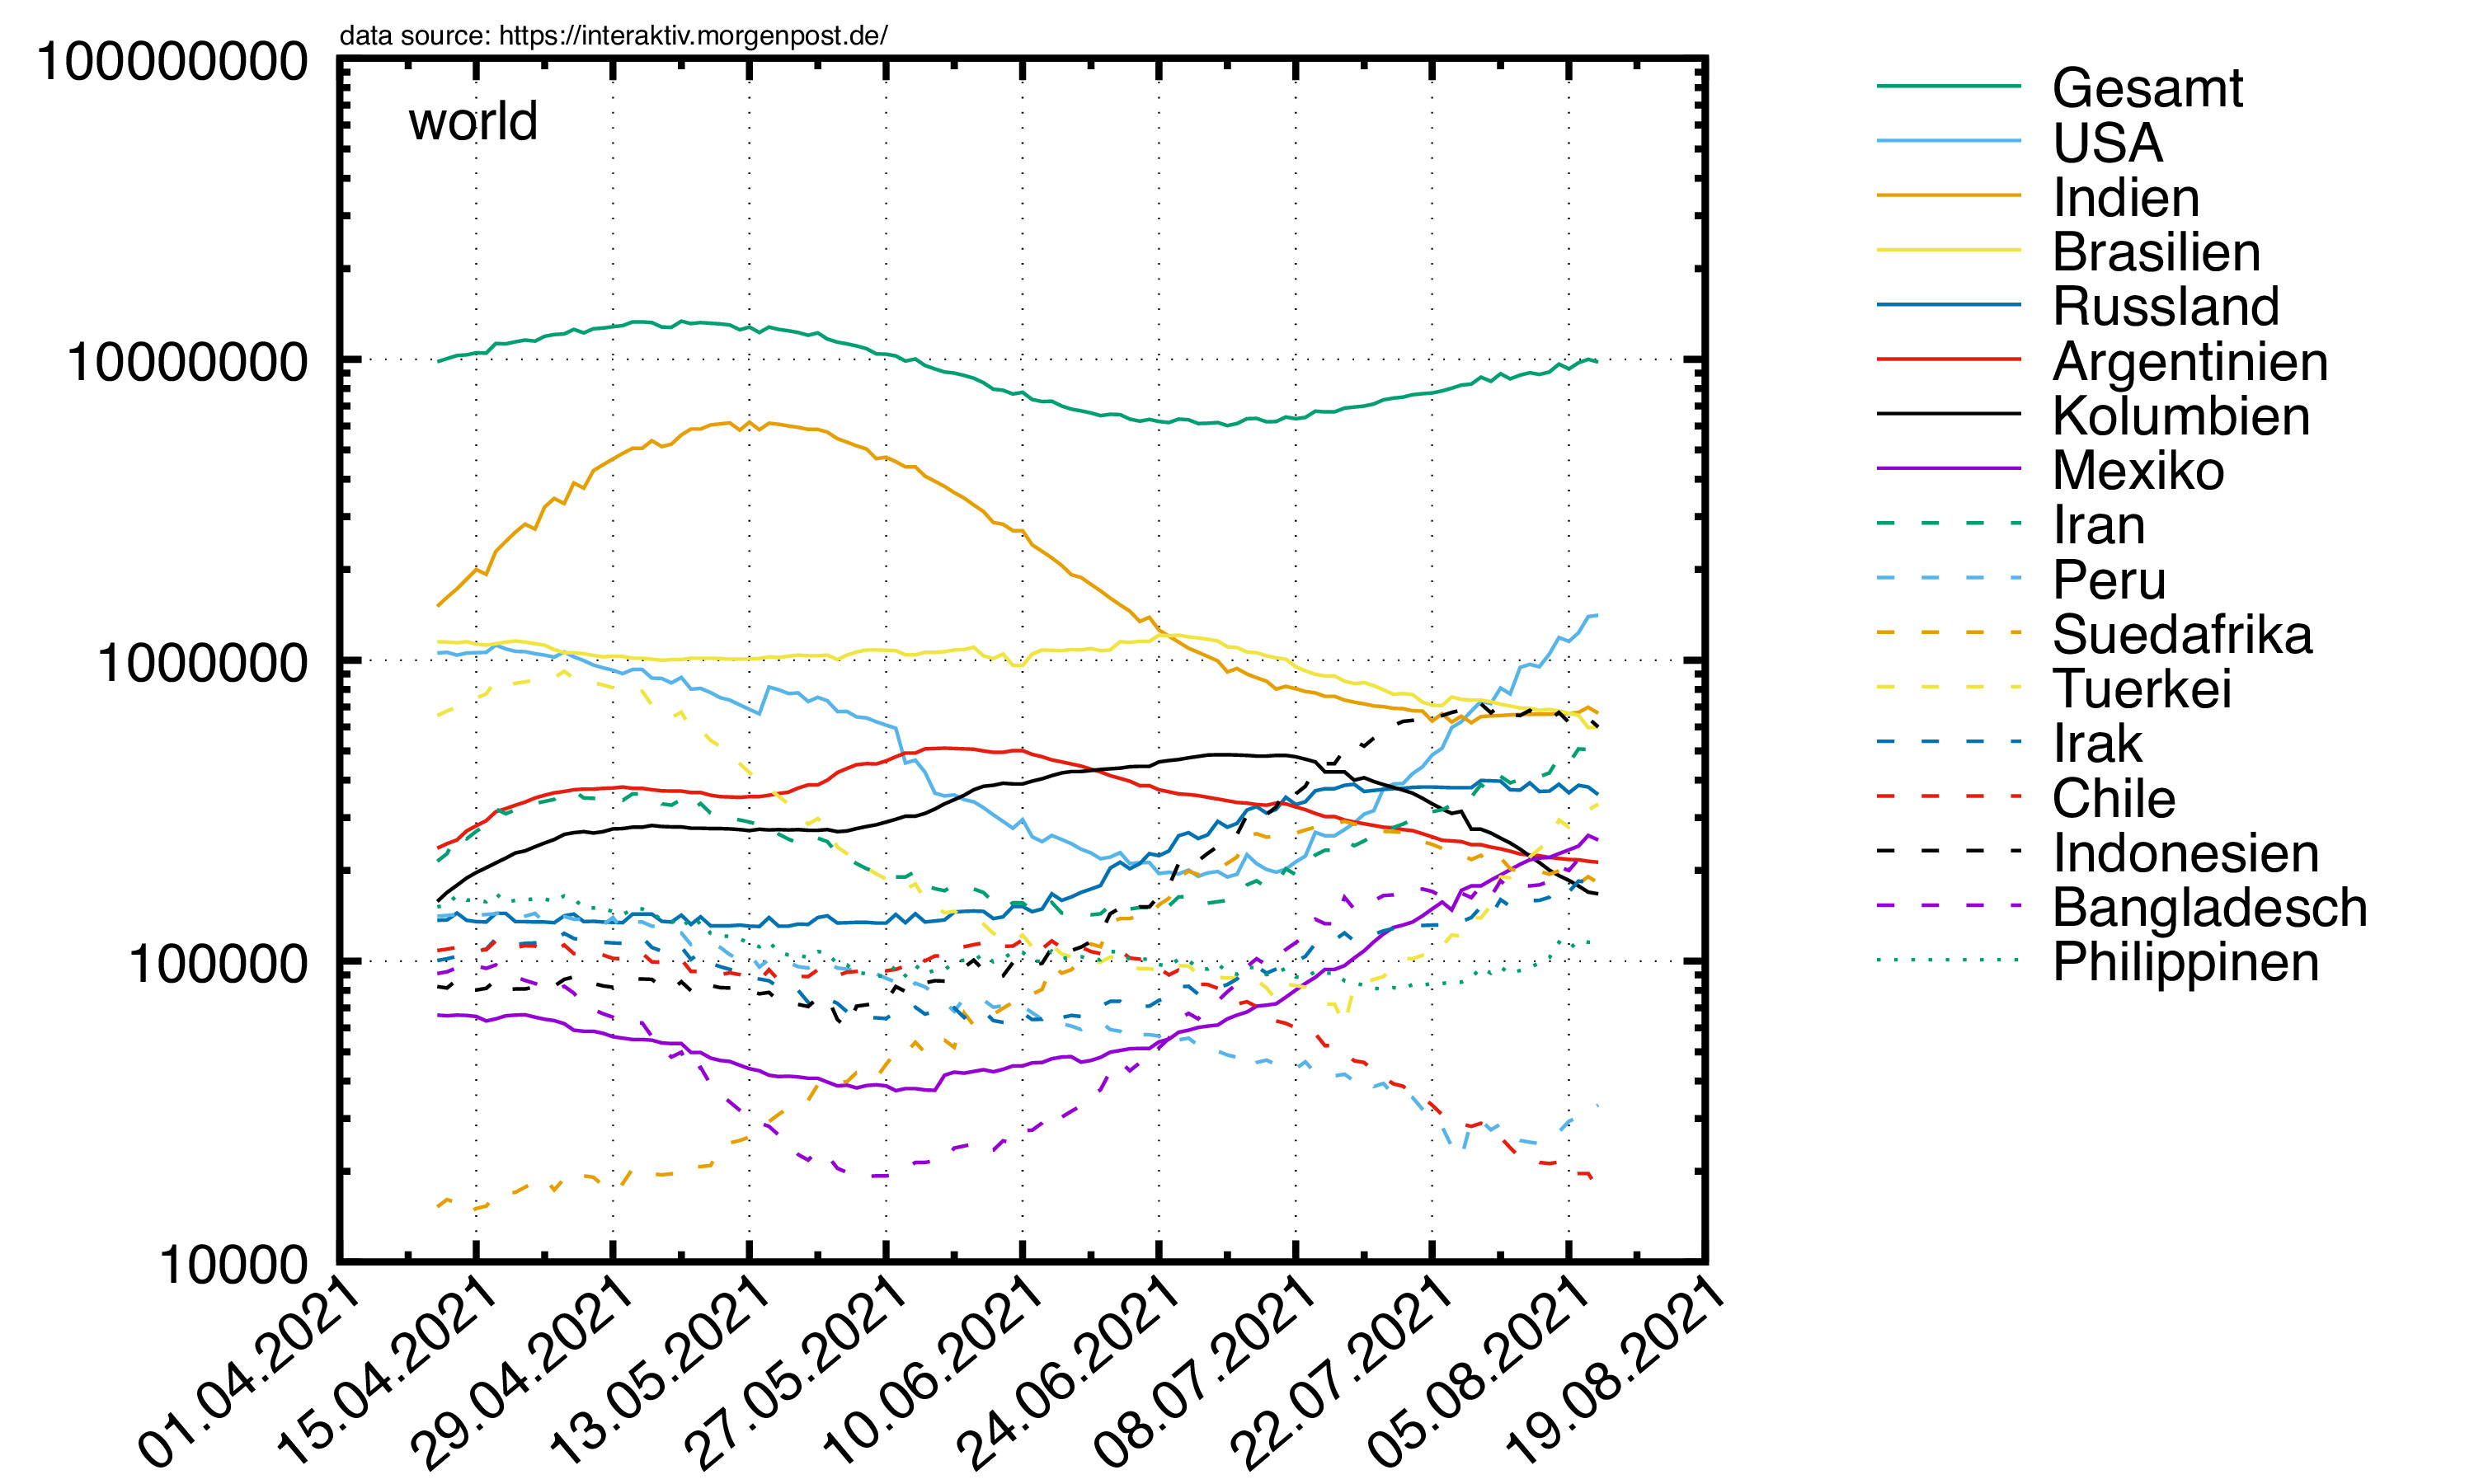 data source: https://interaktiv.morgenpost.de/
world
100000000
10000000
1000000
100000
10000
01.04.2021
15.04.2021
29.04.2021
13.05.2021
27.05.2021
10.06.2021
24.06.2021
08.07.2021
22.07.2021
05.08.2021
19.08.2021
Gesamt
USA
Indien
Brasilien
Russland
Argentinien
Kolumbien
Mexiko
Iran
Peru
Suedafrika
Tuerkei
Irak
Chile
Indonesien
Bangladesch
Philippinen